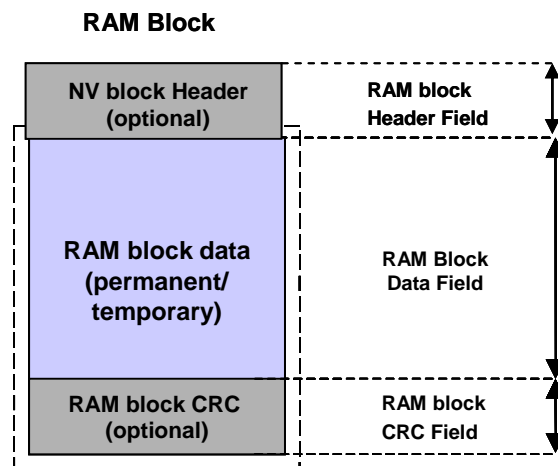 RAM Block
NV block Header
(optional)
RAM block
Header Field
RAM block data
(permanent/
temporary)
RAM Block
Data Field
RAM block CRC
(optional)
RAM block
CRC Field